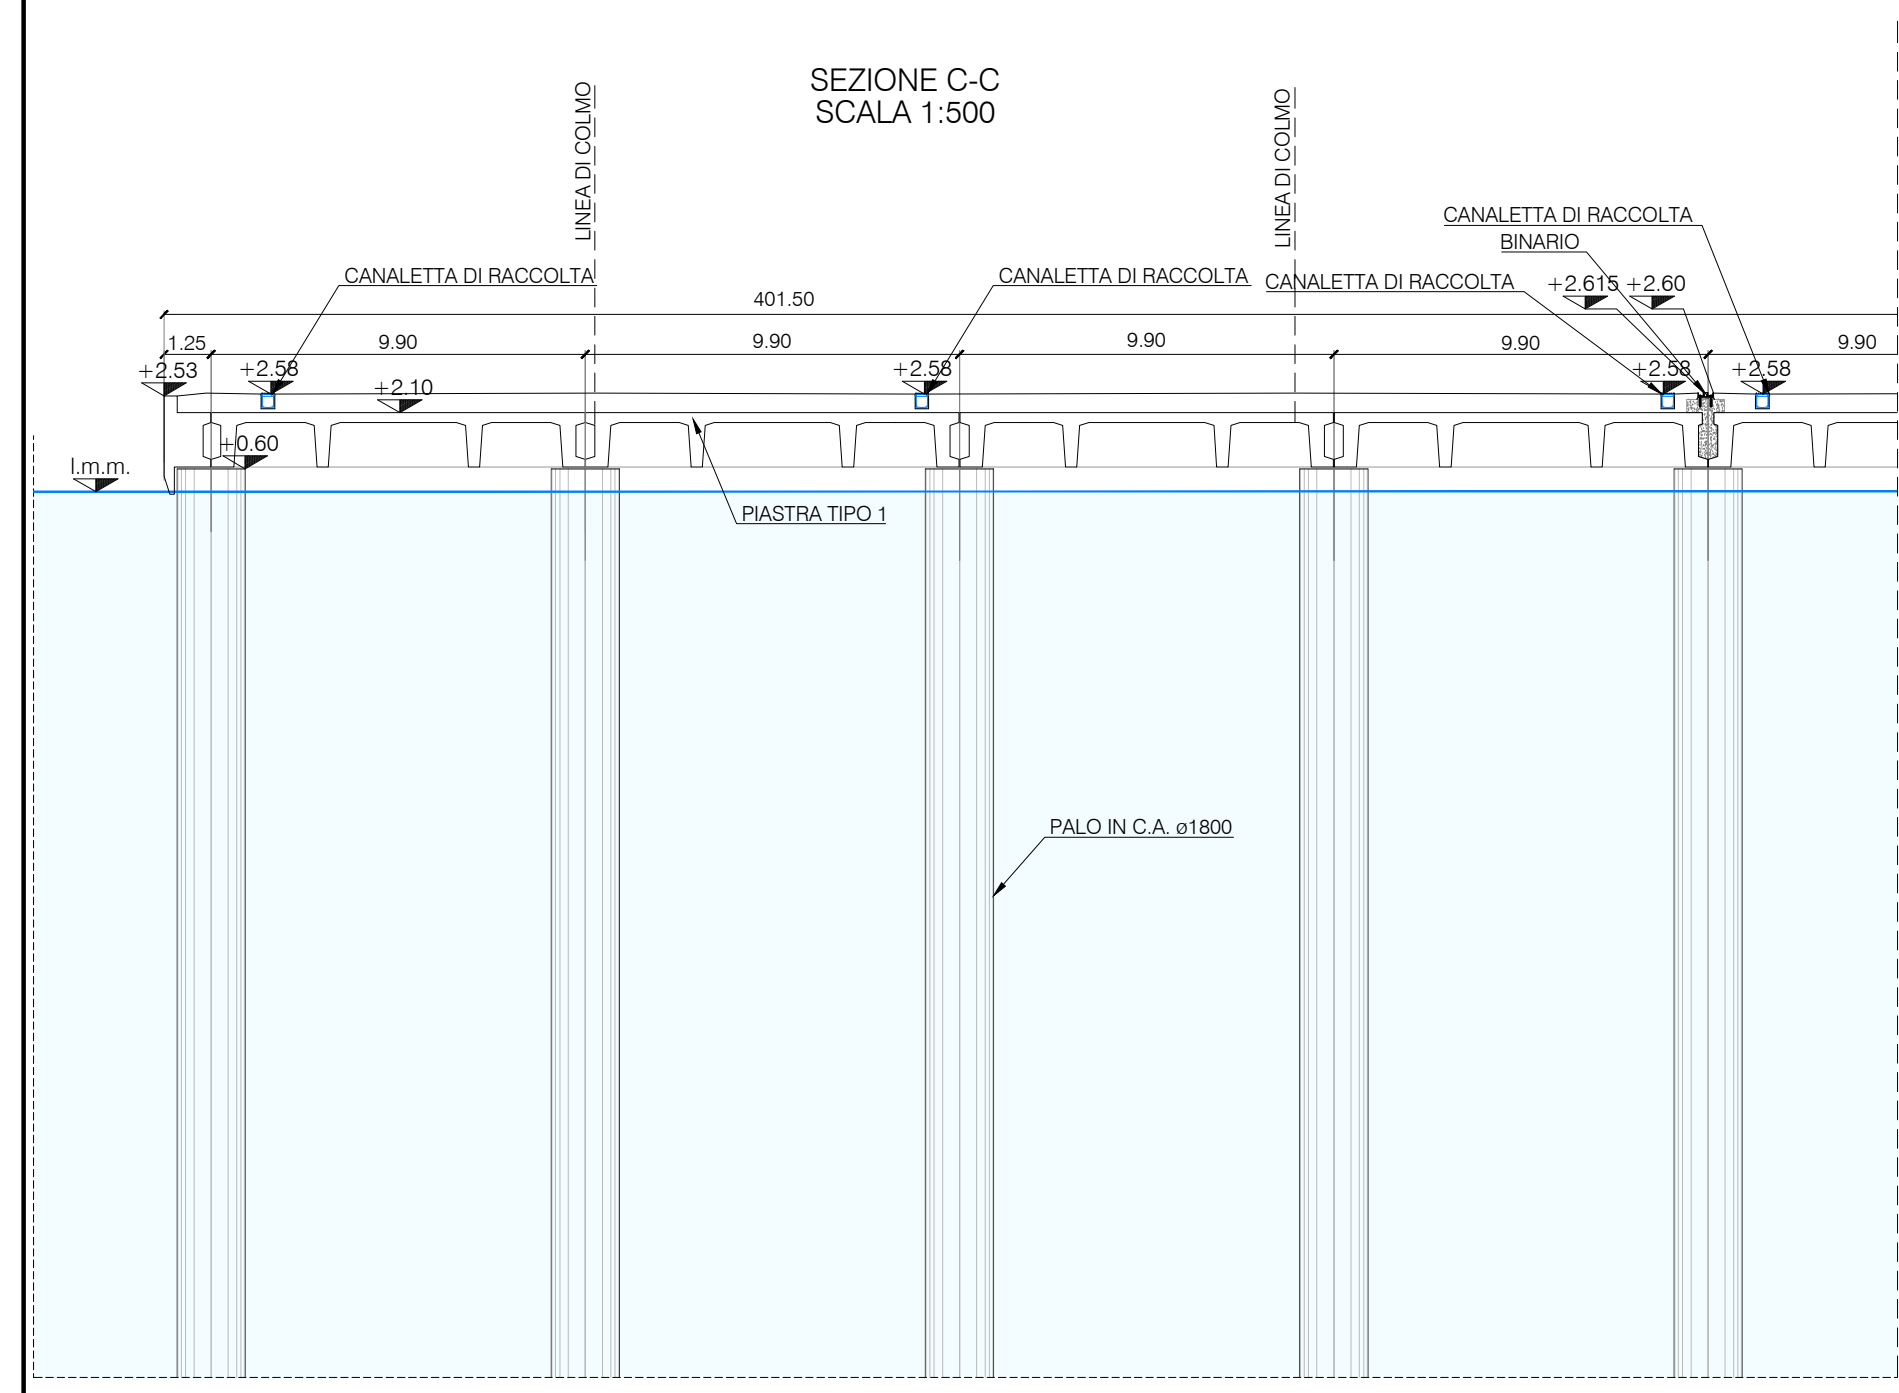 SEZIONE C-C
SCALA 1:500
LINEA DI COLMO
LINEA DI COLMO
CANALETTA DI RACCOLTA
BINARIO
CANALETTA DI RACCOLTA
CANALETTA DI RACCOLTA
CANALETTA DI RACCOLTA
+2.615
+2.60
401.50
1.25
9.90
9.90
9.90
9.90
9.90
+2.53
+2.58
+2.58
+2.58
+2.58
+2.10
+0.60
l.m.m.
PIASTRA TIPO 1
PALO IN C.A. ø1800